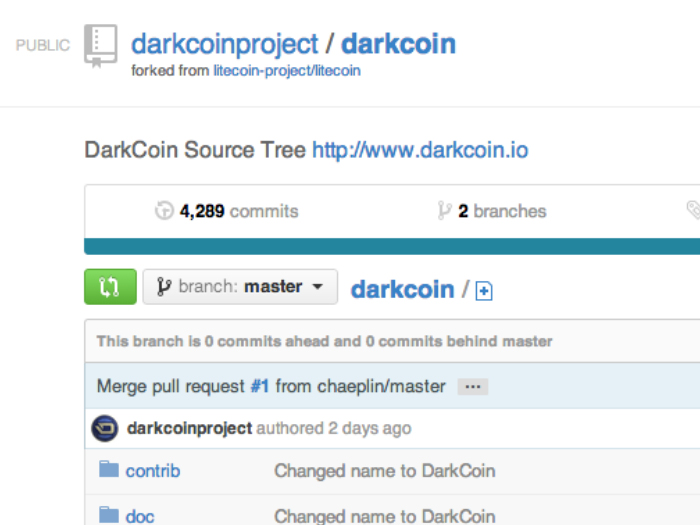 PUBLIC darkcoinproject / darkcoin
forked from litecoin-project/litecoin
DarkCoin Source Tree http://www.darkcoin.io
4,289 commits 2 branches
branch: master darkcoin /
This branch is 0 commits ahead and 0 commits behind master
Merge pull request #1 from chaeplin/master ...
darkcoinproject authored 2 days ago
contrib Changed name to DarkCoin
doc Changed name to DarkCoin